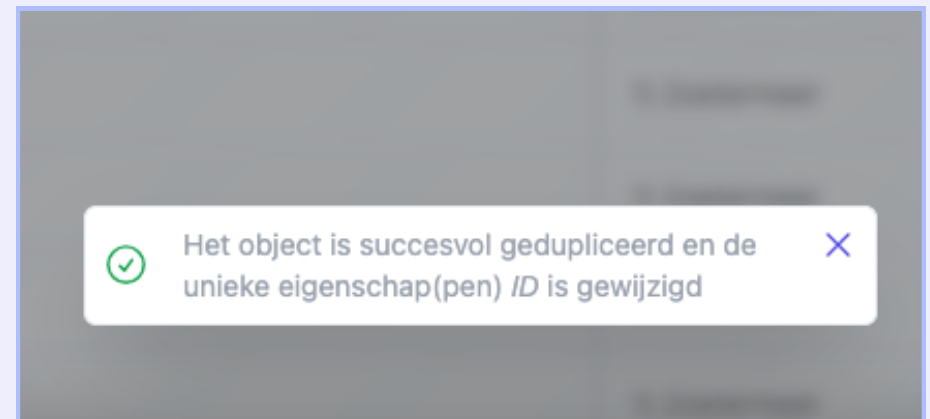 Het object is succesvol gedupliceerd en de
unieke eigenschap(pen) ID is gewijzigd